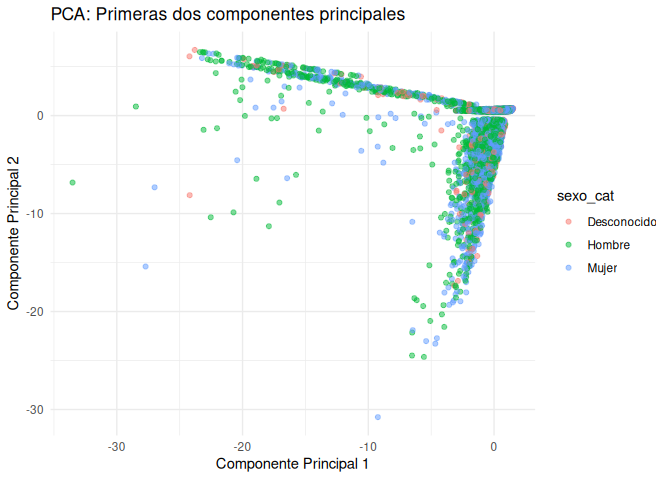 PCA: Primeras dos componentes principales
Componente Principal 2
0
-10
-20
-30
-30
-20
-10
0
Componente Principal 1
sexo_cat
Desconocido
Hombre
Mujer